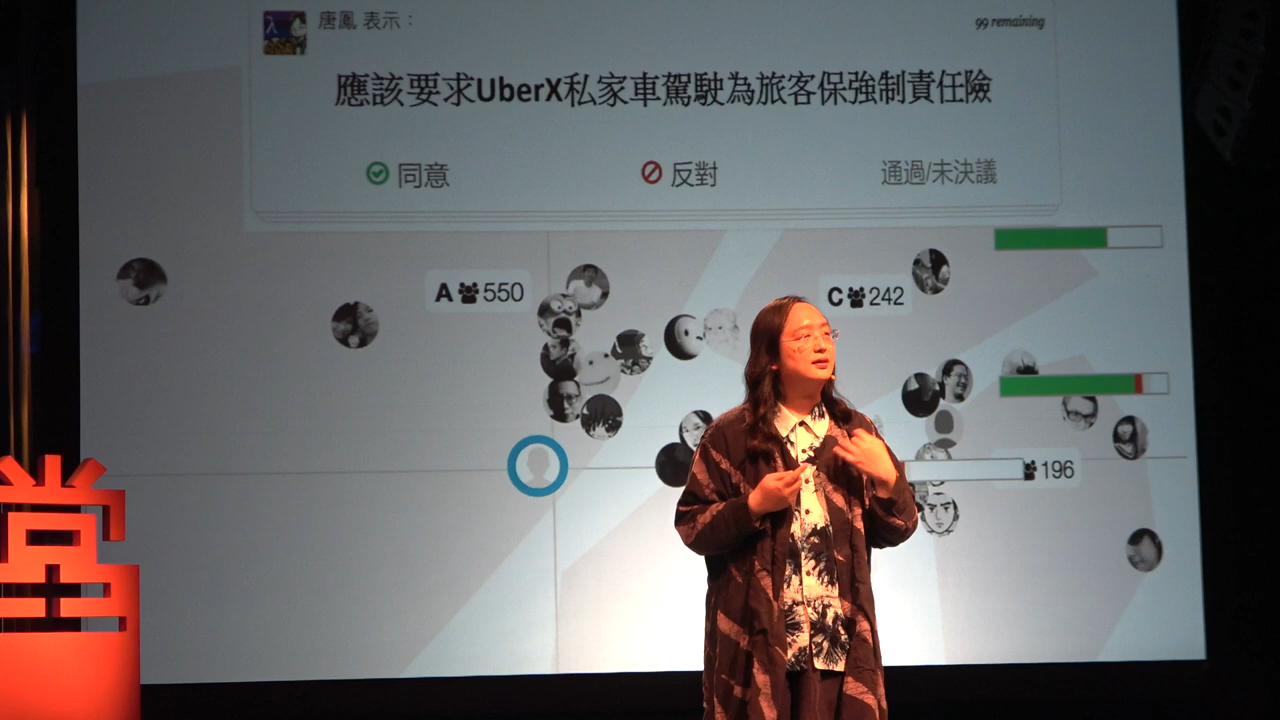 唐鳳 表示：
99 remaining
應該要求UberX私家車駕駛為旅客保強制責任險
同意
反對
通過/未決議
A 550
C 242
196
堂